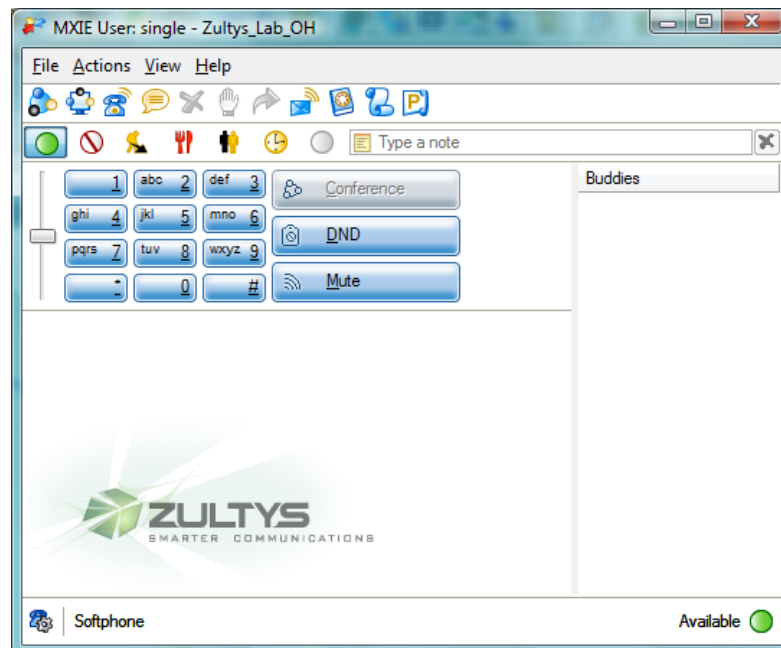 MXIE User: single - Zultys_Lab_OH
File Actions View Help
P
Type a note
1 abc 2 def 3
Conference
ghi 4 jkl 5 mno 6
DND
pqrs 7 tuv 8 wxyz 9
Mute
* 0 #
Buddies
ZULTYS
SMARTER COMMUNICATIONS
Softphone
Available